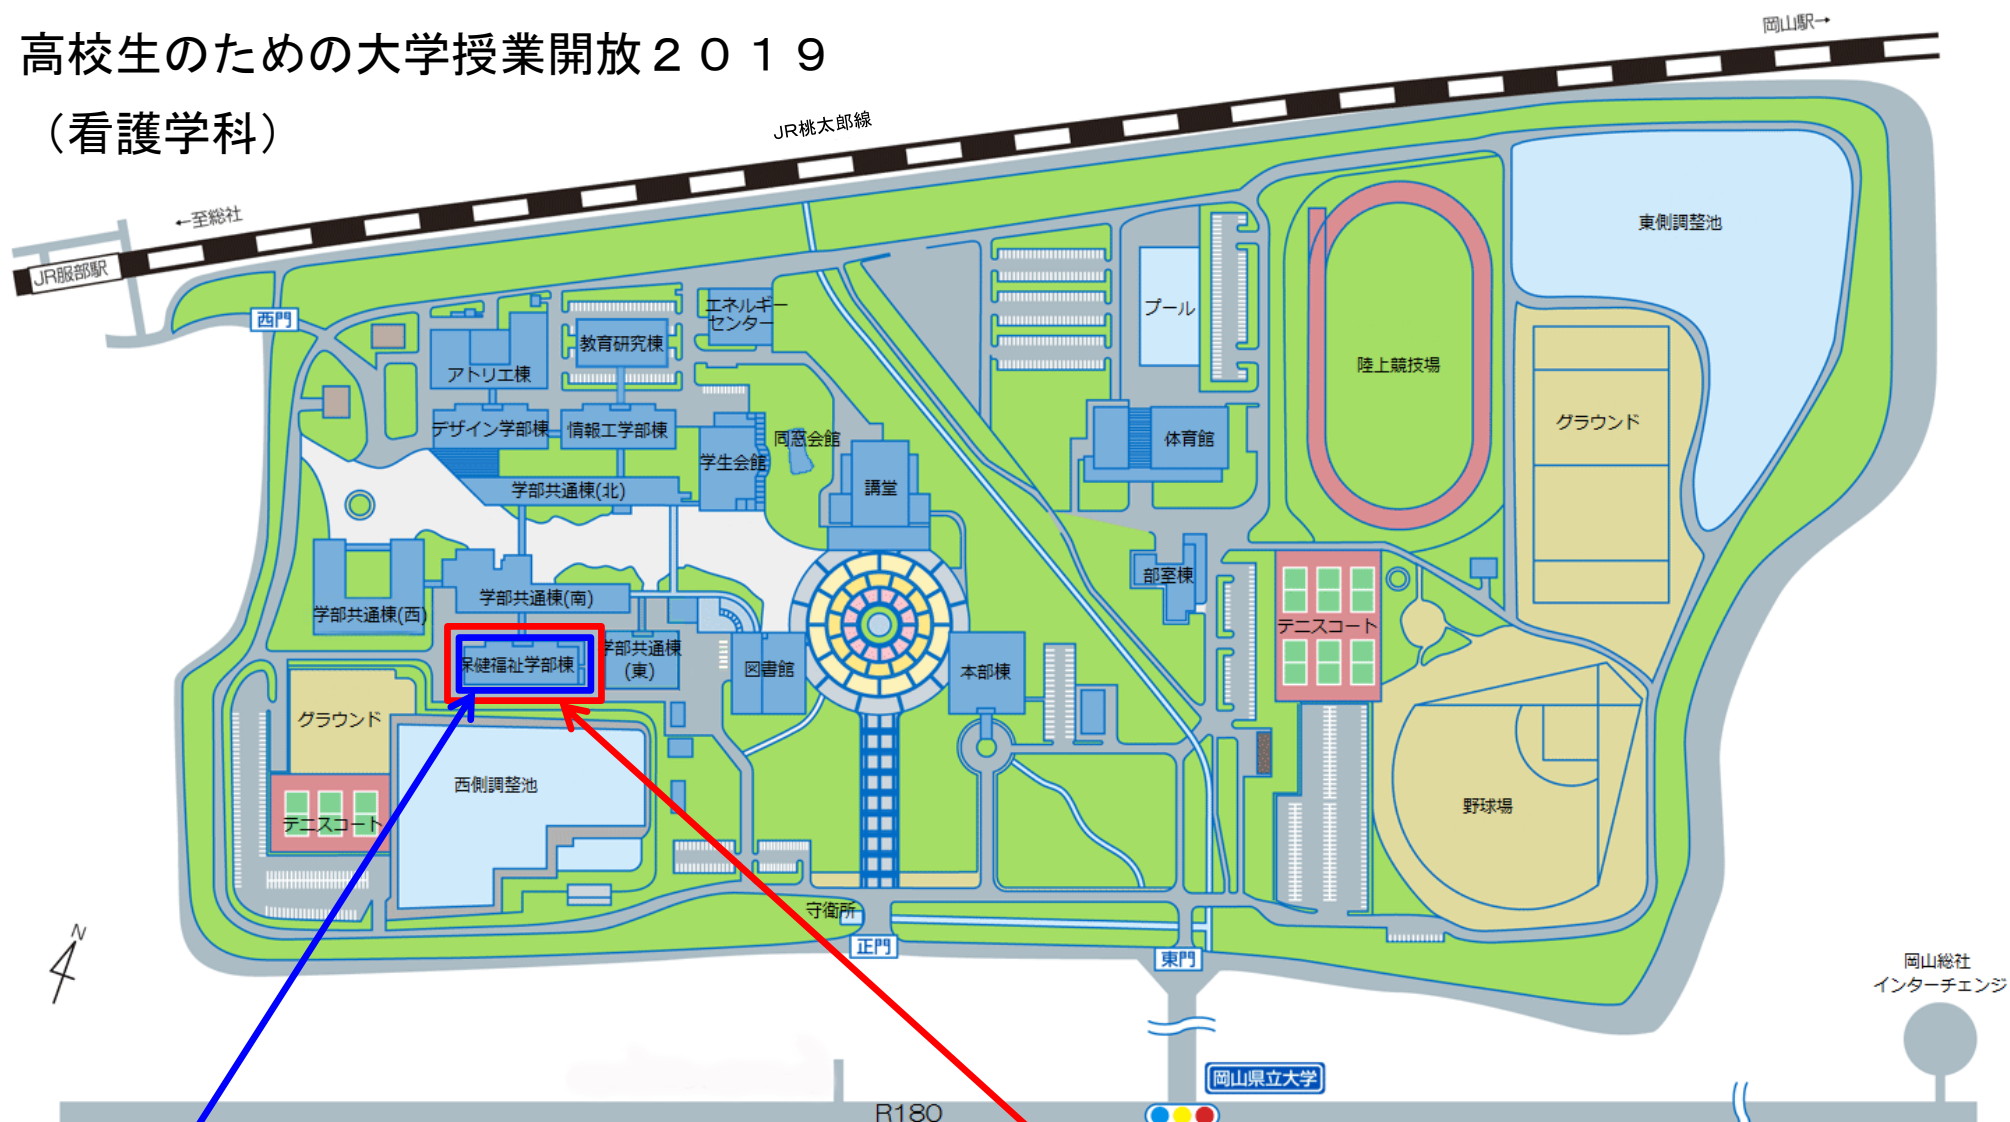 高校生のための大学授業開放２０１９
（看護学科）
岡山駅→
JR桃太郎線
←至総社
JR服部駅
西門
東側調整池
エネルギー
センター
プール
教育研究棟
アトリエ棟
陸上競技場
グラウンド
デザイン学部棟
情報工学部棟
同窓会館
体育館
学生会館
講堂
学部共通棟(北)
部室棟
学部共通棟(西)
学部共通棟(南)
テニスコート
保健福祉学部棟
学部共通棟
(東)
図書館
本部棟
グラウンド
西側調整池
野球場
テニスコート
守衛所
正門
東門
N
岡山総社
インターチェンジ
岡山県立大学
R180